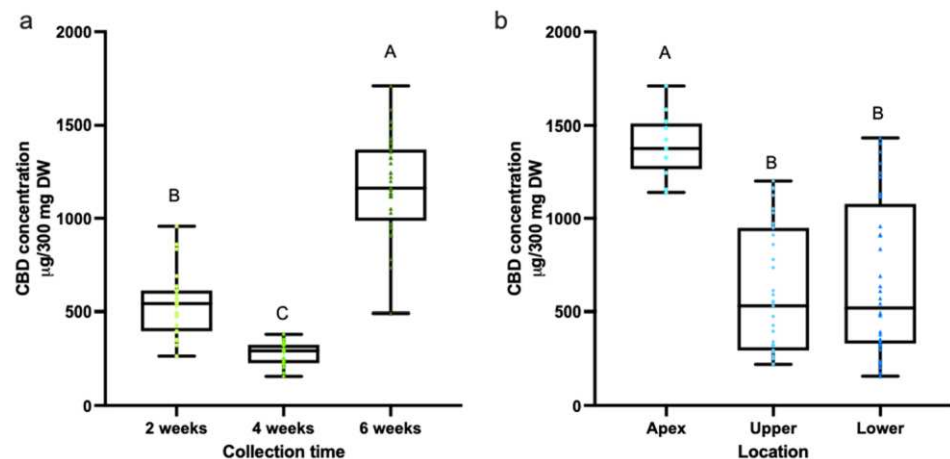 a
2000
1500
1000
500
0
CBD concentration
µg/300 mg DW
B
C
A
2 weeks 4 weeks 6 weeks
Collection time
b
2000
1500
1000
500
0
CBD concentration
µg/300 mg DW
A
B
B
Apex Upper Lower
Location